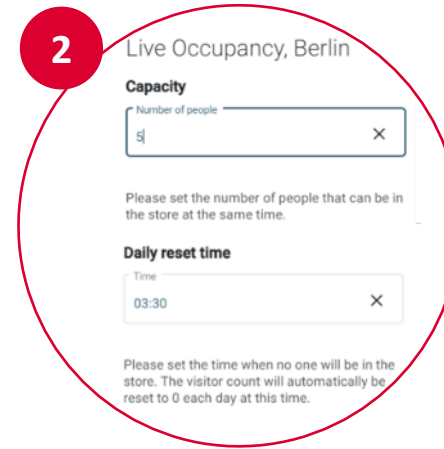 2
Live Occupancy, Berlin
Capacity
Number of people
5
Please set the number of people that can be in
the store at the same time.
Daily reset time
Time
03:30
Please set the time when no one will be in the
store. The visitor count will automatically be
reset to 0 each day at this time.